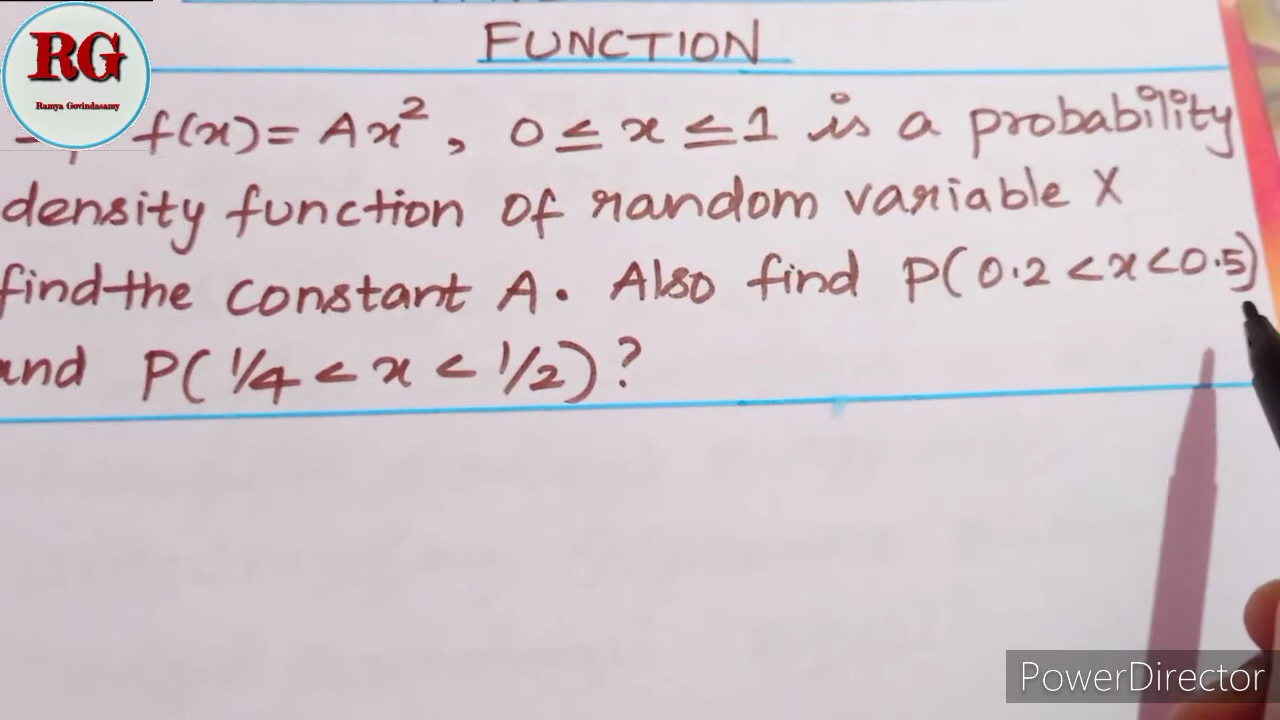 RG
Ramya Govindasamy
FUNCTION
f(x) = Ax², 0 ≤ x ≤ 1 is a probability
density function of random variable X
find the constant A. Also find P(0.2 < x < 0.5)
and P(1/4 < x < 1/2)?
PowerDirector